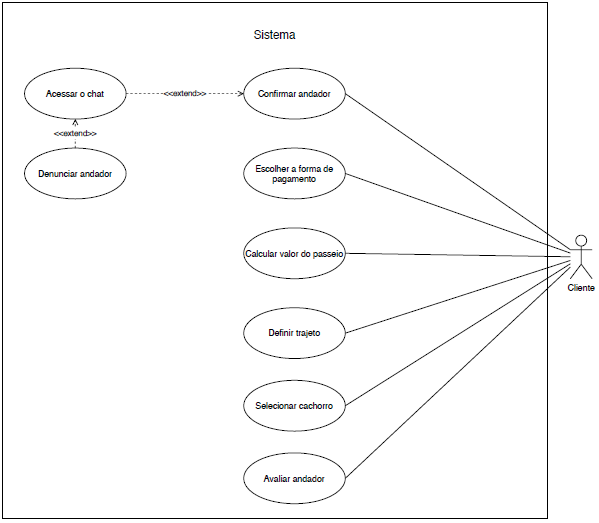 Sistema
Acessar o chat
<<extend>>
Confirmar andador
<<extend>>
Denunciar andador
Escolher a forma de
pagamento
Calcular valor do passeio
Cliente
Definir trajeto
Selecionar cachorro
Avaliar andador